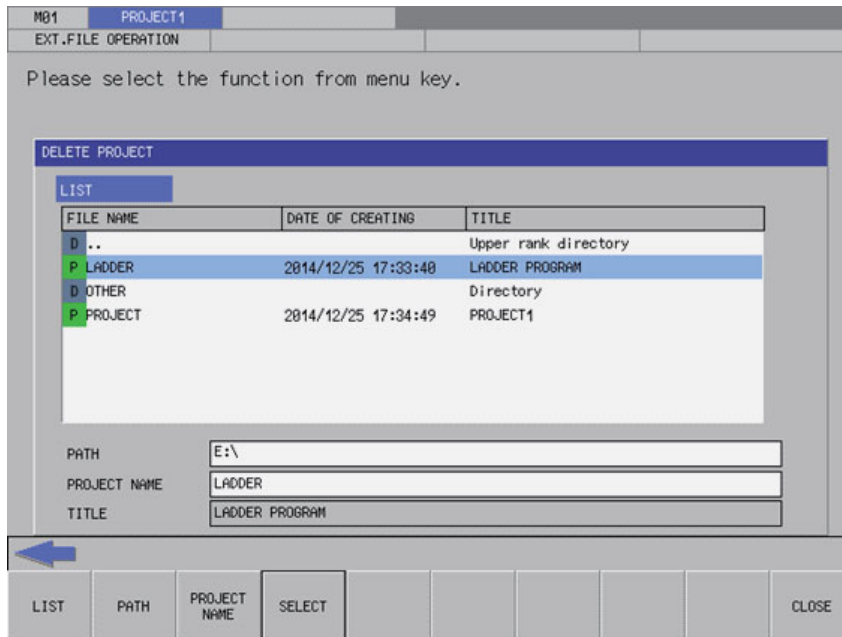 M01 PROJECT1
EXT.FILE OPERATION
Please select the function from menu key.
DELETE PROJECT
LIST
FILE NAME DATE OF CREATING TITLE
D .. Upper rank directory
P LADDER 2014/12/25 17:33:40 LADDER PROGRAM
D OTHER Directory
P PROJECT 2014/12/25 17:34:49 PROJECT1
PATH E:\
PROJECT NAME LADDER
TITLE LADDER PROGRAM
LIST PATH PROJECT NAME SELECT CLOSE